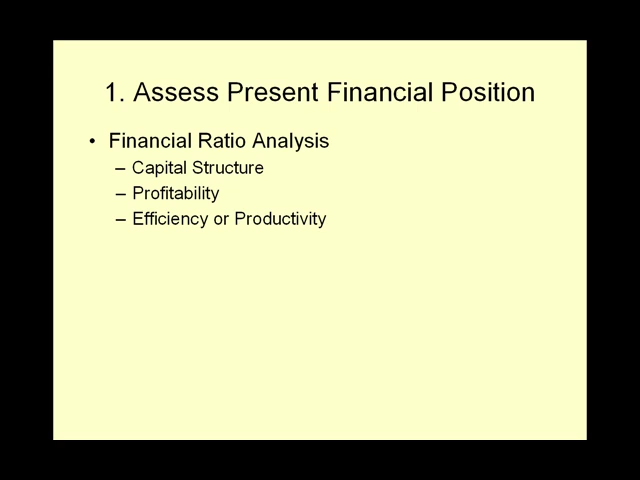 1. Assess Present Financial Position
• Financial Ratio Analysis
– Capital Structure
– Profitability
– Efficiency or Productivity